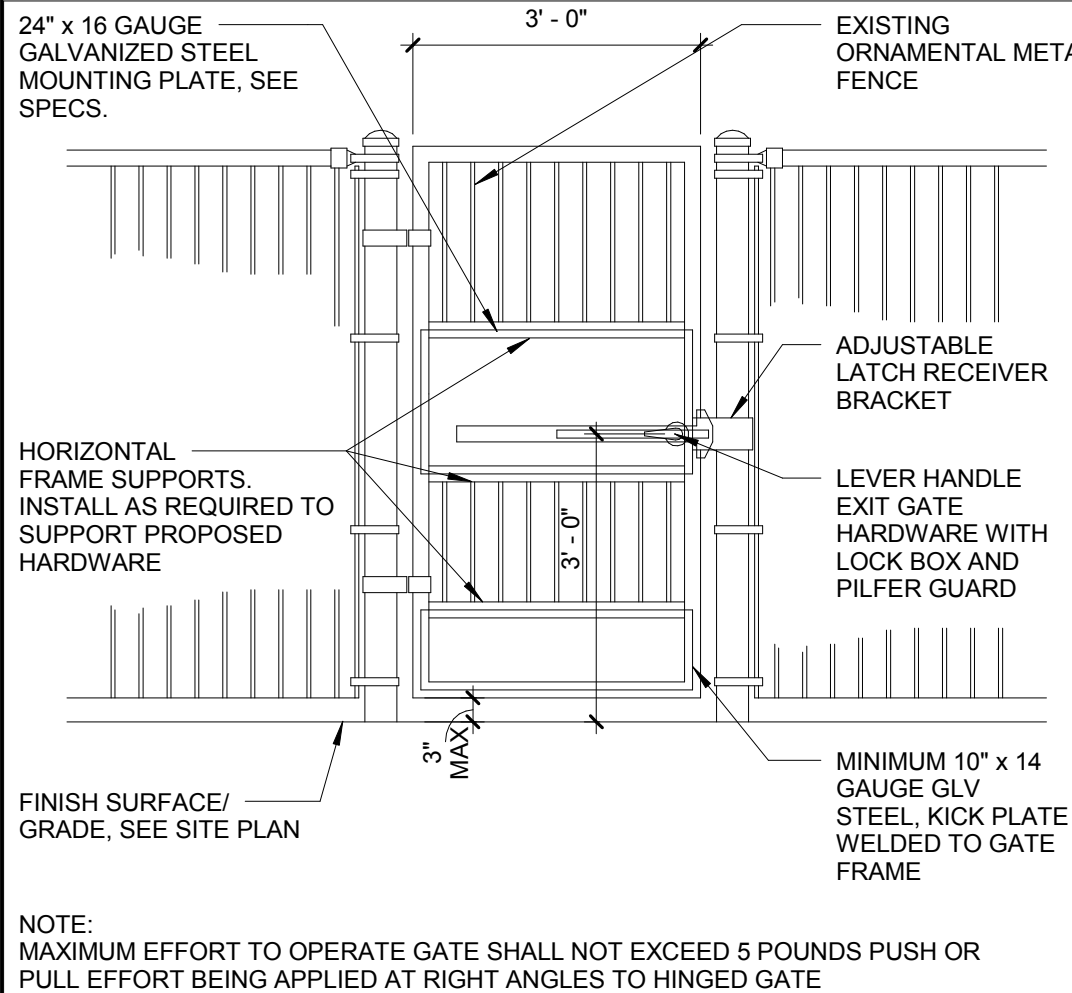 24" x 16 GAUGE
GALVANIZED STEEL
MOUNTING PLATE, SEE
SPECS.
3' - 0"
EXISTING
ORNAMENTAL META
FENCE
ADJUSTABLE
LATCH RECEIVER
BRACKET
HORIZONTAL
FRAME SUPPORTS.
INSTALL AS REQUIRED TO
SUPPORT PROPOSED
HARDWARE
LEVER HANDLE
EXIT GATE
HARDWARE WITH
LOCK BOX AND
PILFER GUARD
3' - 0"
3"
MAX
FINISH SURFACE/
GRADE, SEE SITE PLAN
MINIMUM 10" x 14
GAUGE GLV
STEEL, KICK PLATE
WELDED TO GATE
FRAME
NOTE:
MAXIMUM EFFORT TO OPERATE GATE SHALL NOT EXCEED 5 POUNDS PUSH OR
PULL EFFORT BEING APPLIED AT RIGHT ANGLES TO HINGED GATE